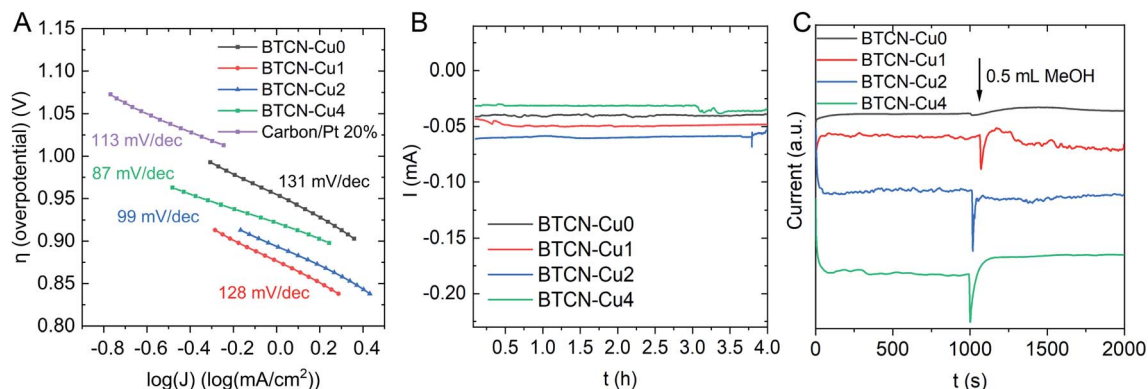 A
1.15
1.10
1.05
1.00
0.95
0.90
0.85
0.80
η (overpotential) (V)
BTCN-Cu0
BTCN-Cu1
BTCN-Cu2
BTCN-Cu4
Carbon/Pt 20%
113 mV/dec
87 mV/dec
131 mV/dec
99 mV/dec
128 mV/dec
-0.8 -0.6 -0.4 -0.2 0.0 0.2 0.4
log(J) (log(mA/cm²))
B
0.00
-0.05
-0.10
-0.15
-0.20
I (mA)
BTCN-Cu0
BTCN-Cu1
BTCN-Cu2
BTCN-Cu4
0.5 1.0 1.5 2.0 2.5 3.0 3.5 4.0
t (h)
C
Current (a.u.)
BTCN-Cu0
BTCN-Cu1
BTCN-Cu2
BTCN-Cu4
0.5 mL MeOH
0 500 1000 1500 2000
t (s)